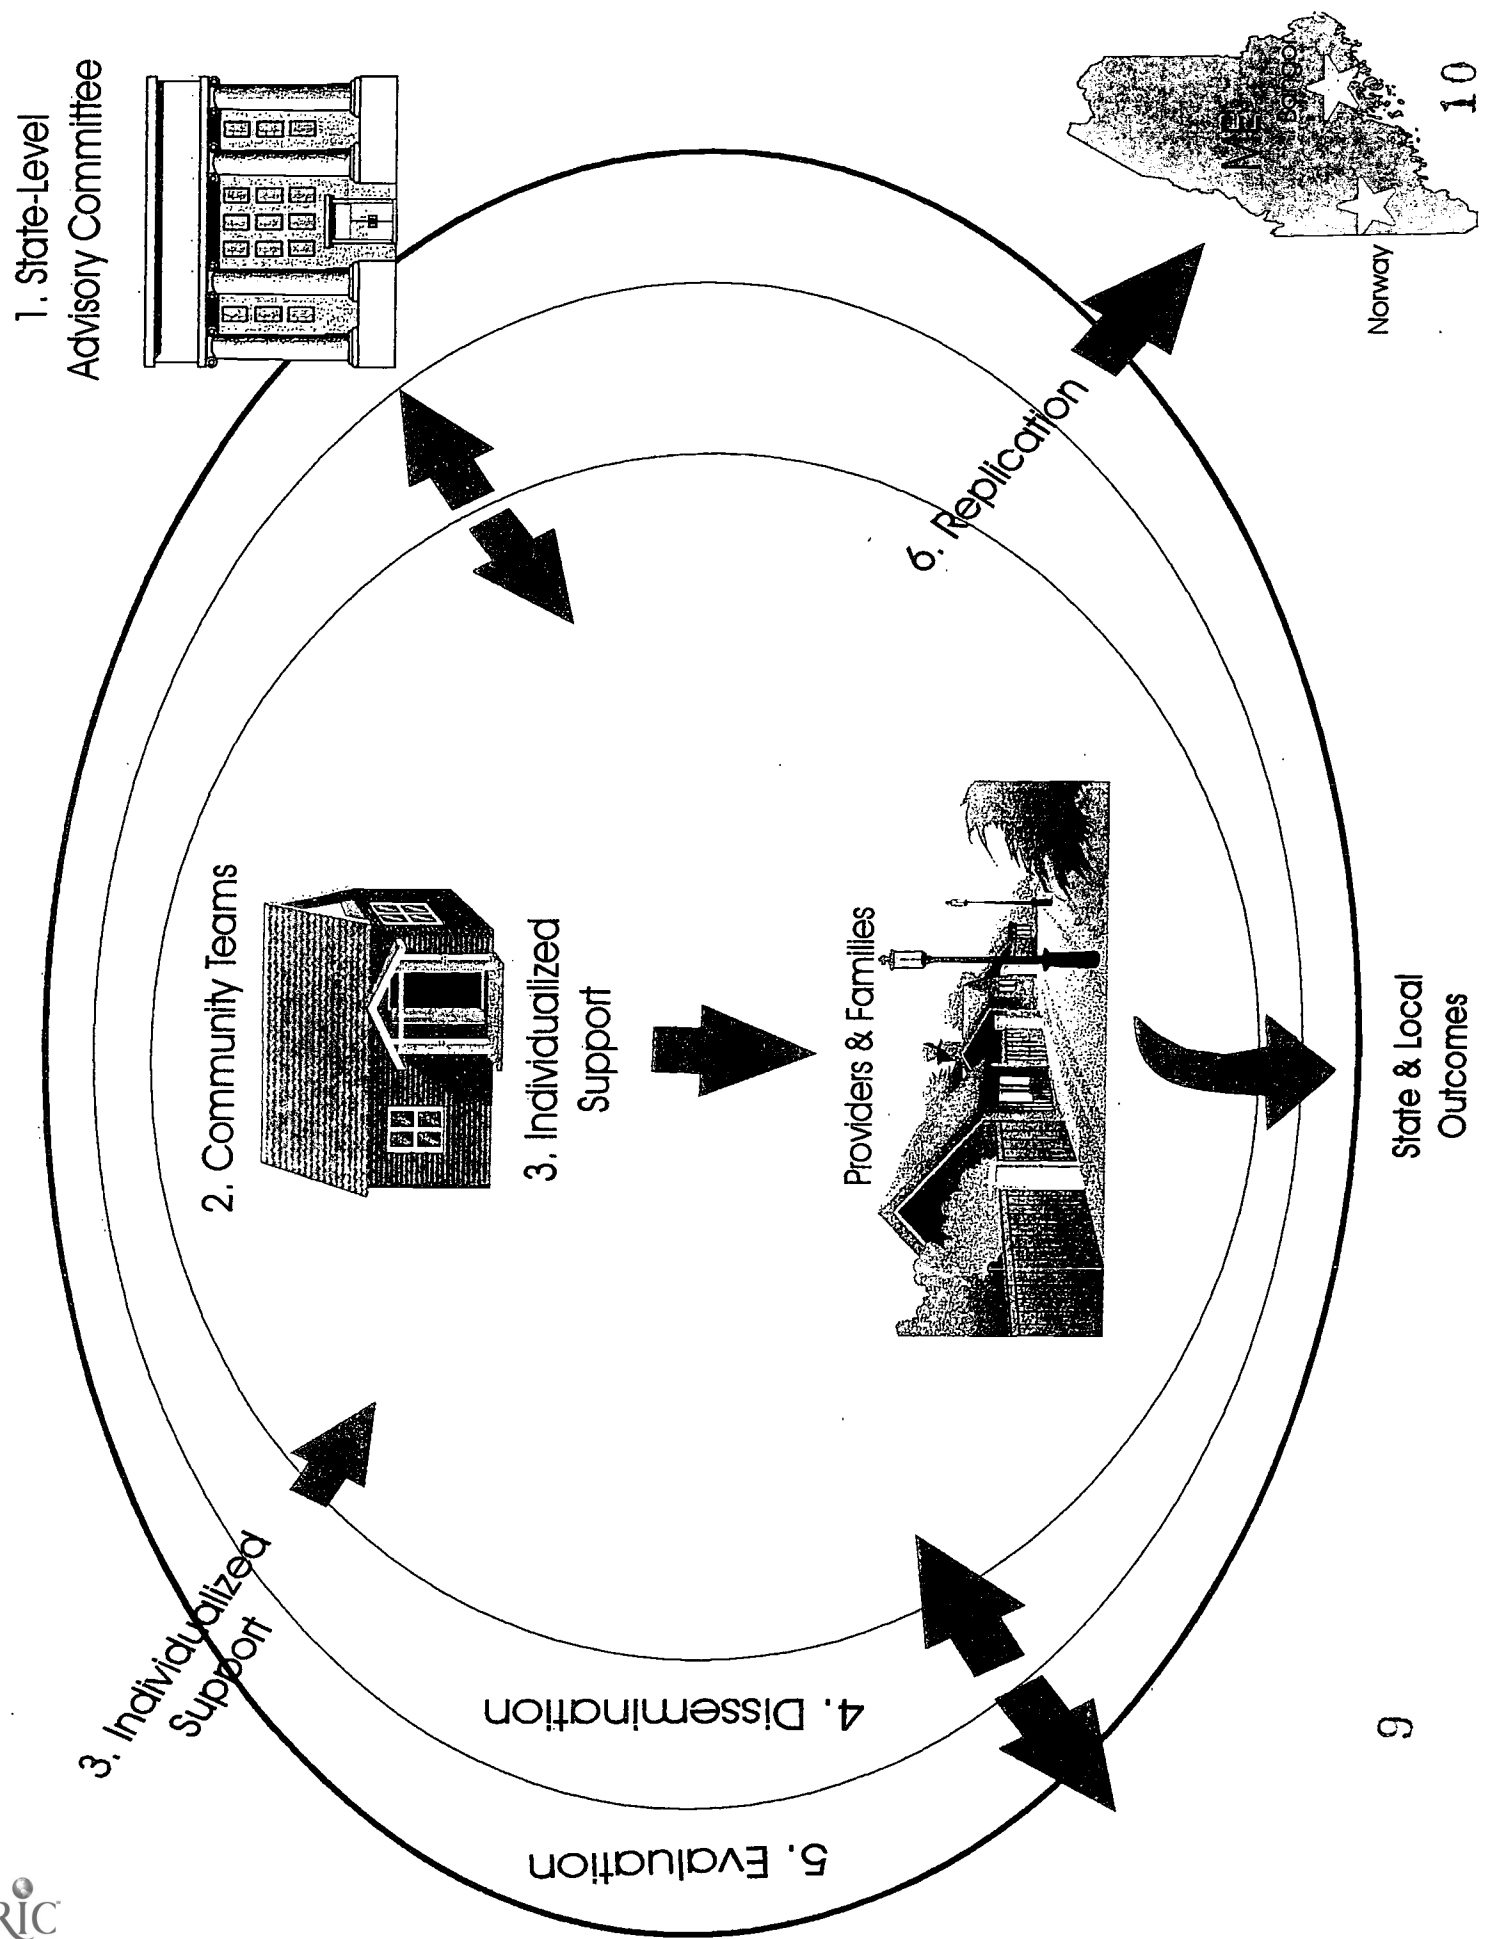 1. State-Level
Advisory Committee
2. Community Teams
3. Individualized
Support
3. Individualized
Support
Providers & Families
4. Dissemination
5. Evaluation
6. Replication
State & Local
Outcomes
Norway
Bangor
9
10